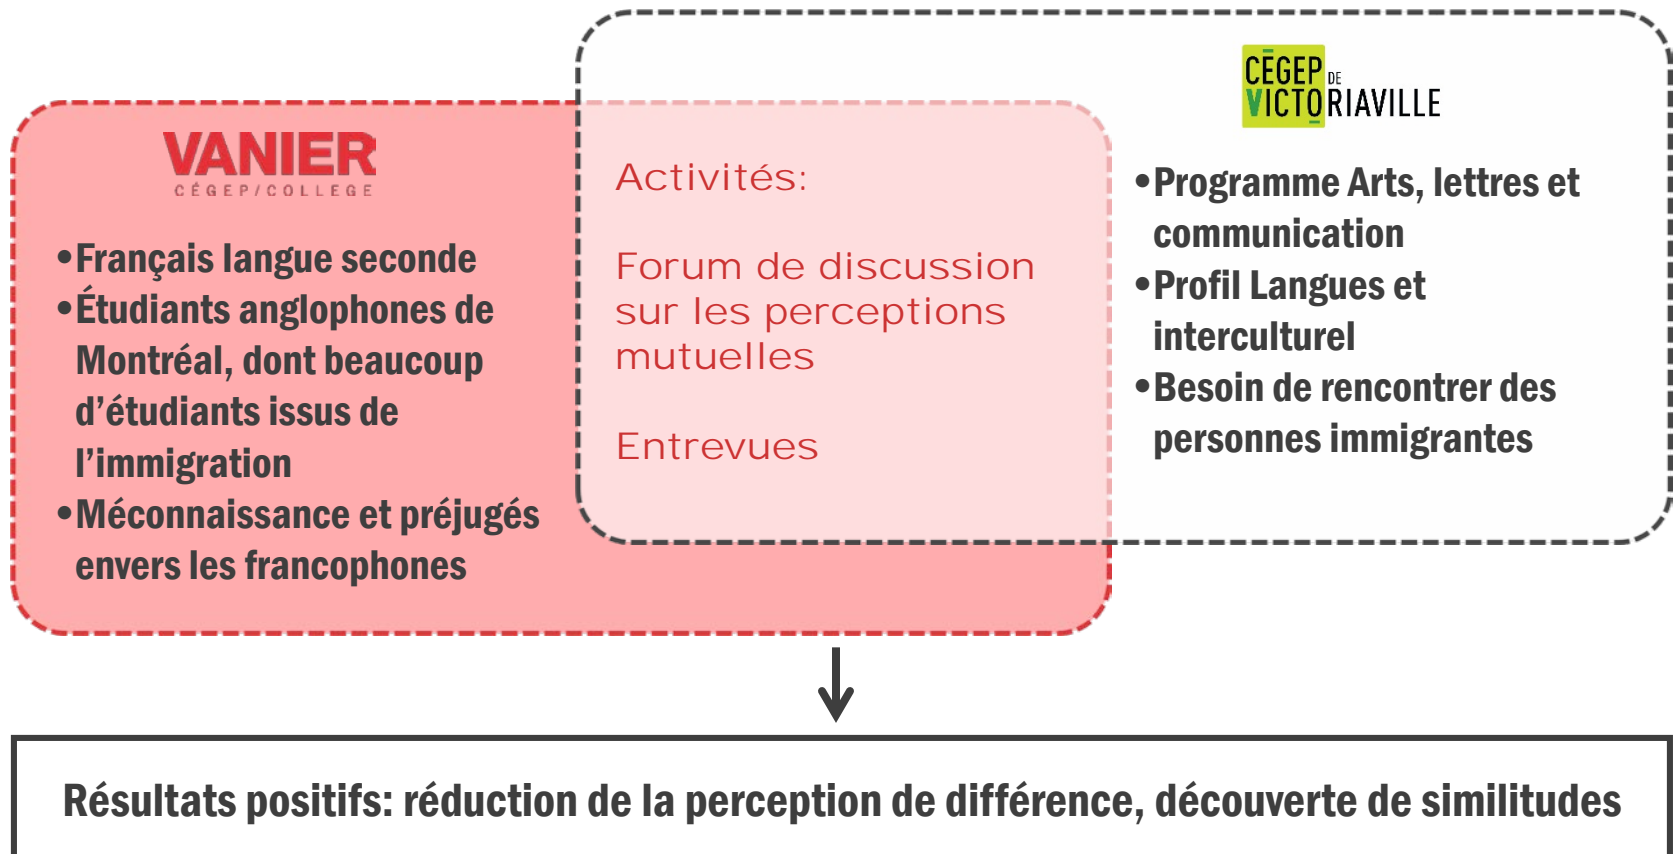 VANIER
CÉGEP/COLLEGE
•Français langue seconde
•Étudiants anglophones de
Montréal, dont beaucoup
d’étudiants issus de
l’immigration
•Méconnaissance et préjugés
envers les francophones
Activités:
Forum de discussion
sur les perceptions
mutuelles
Entrevues
CĒGEP DE
VICTORIAVILLE
•Programme Arts, lettres et
communication
•Profil Langues et
interculturel
•Besoin de rencontrer des
personnes immigrantes
Résultats positifs: réduction de la perception de différence, découverte de similitudes